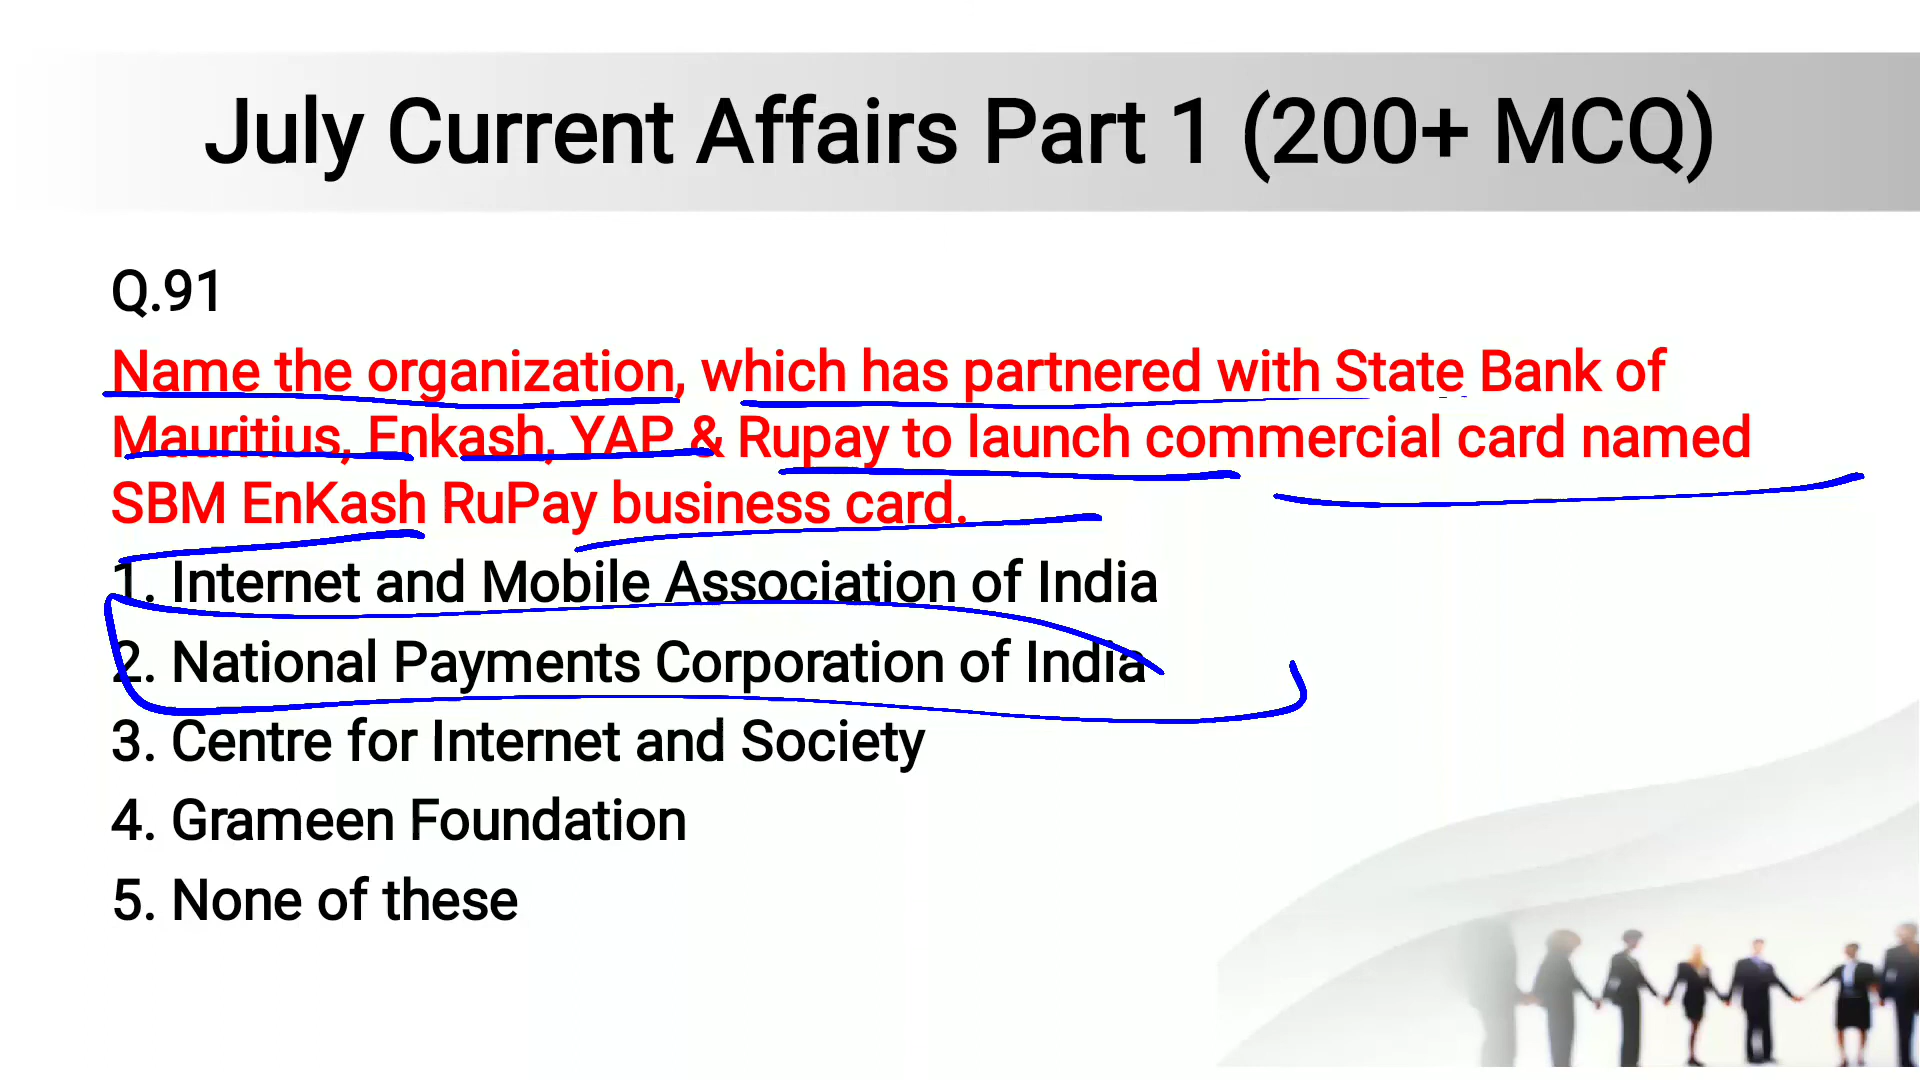 July Current Affairs Part 1 (200+ MCQ)
Q.91
Name the organization, which has partnered with State Bank of
Mauritius, Enkash, YAP & Rupay to launch commercial card named
SBM EnKash RuPay business card.
1. Internet and Mobile Association of India
2. National Payments Corporation of India
3. Centre for Internet and Society
4. Grameen Foundation
5. None of these